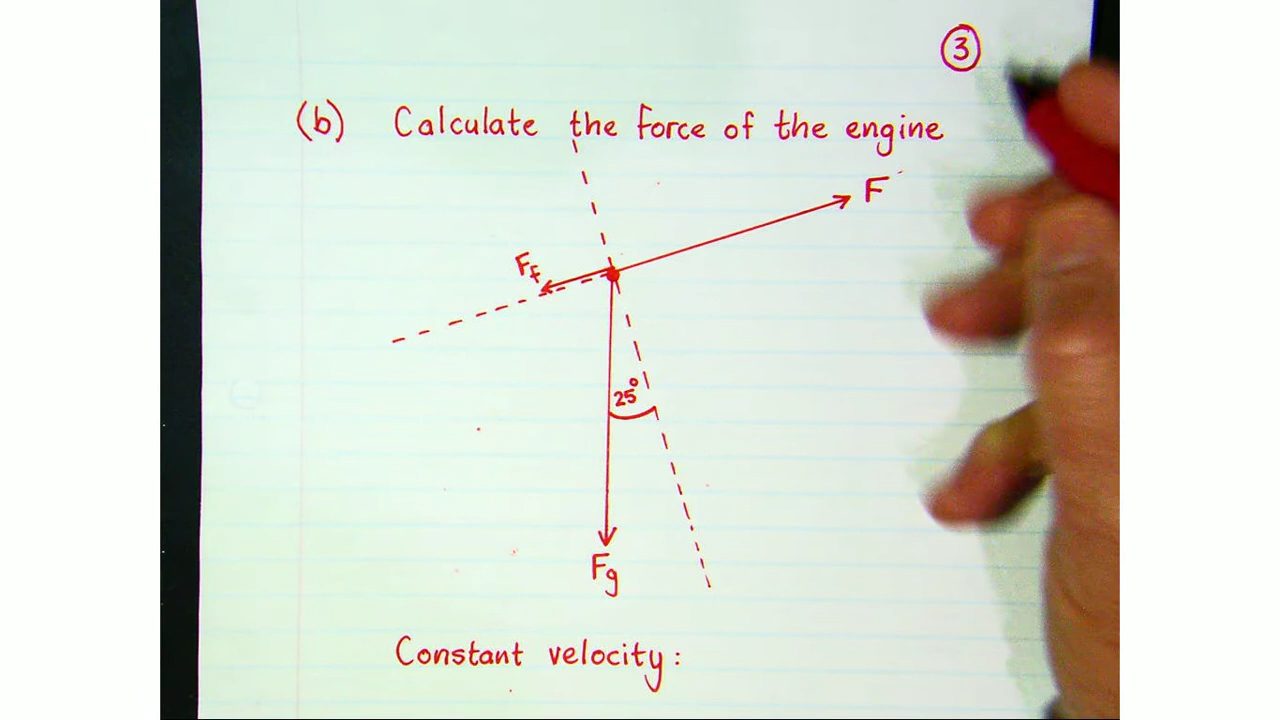 3
(b) Calculate the force of the engine
F
Ff
25°
Fg
Constant velocity: